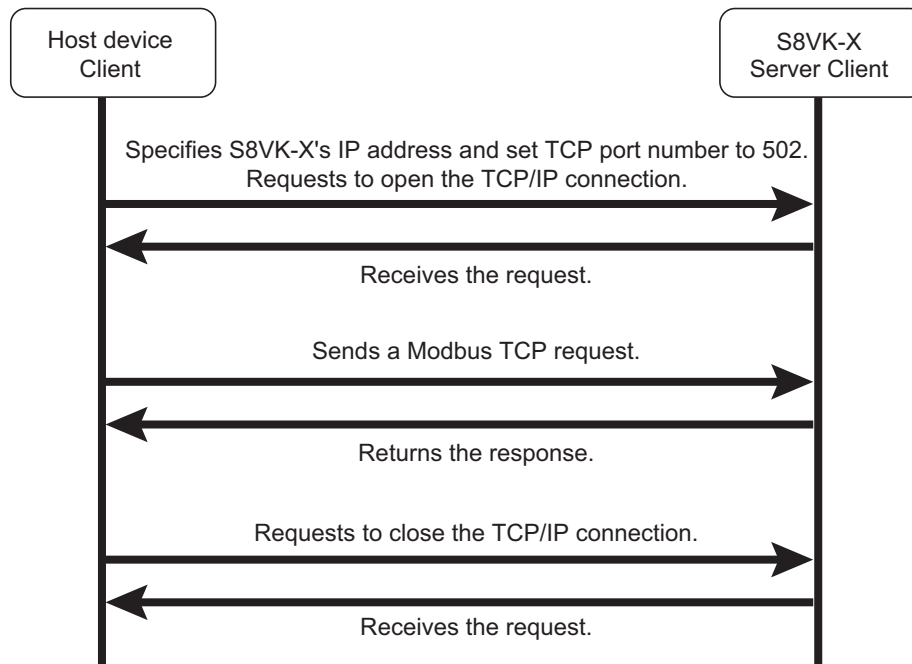 Host device
Client
S8VK-X
Server Client
Specifies S8VK-X's IP address and set TCP port number to 502.
Requests to open the TCP/IP connection.
Receives the request.
Sends a Modbus TCP request.
Returns the response.
Requests to close the TCP/IP connection.
Receives the request.